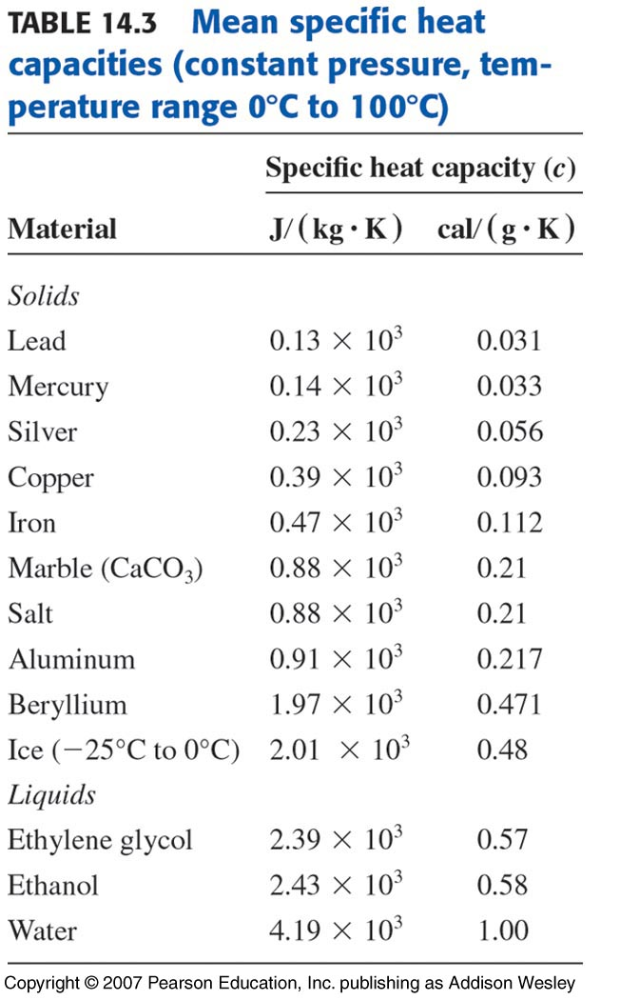 TABLE 14.3 Mean specific heat
capacities (constant pressure, tem-
perature range 0°C to 100°C)
Specific heat capacity (c)
Material J/(kg · K) cal/(g · K)
Solids
Lead 0.13 × 10³ 0.031
Mercury 0.14 × 10³ 0.033
Silver 0.23 × 10³ 0.056
Copper 0.39 × 10³ 0.093
Iron 0.47 × 10³ 0.112
Marble (CaCO₃) 0.88 × 10³ 0.21
Salt 0.88 × 10³ 0.21
Aluminum 0.91 × 10³ 0.217
Beryllium 1.97 × 10³ 0.471
Ice (−25°C to 0°C) 2.01 × 10³ 0.48
Liquids
Ethylene glycol 2.39 × 10³ 0.57
Ethanol 2.43 × 10³ 0.58
Water 4.19 × 10³ 1.00
Copyright © 2007 Pearson Education, Inc. publishing as Addison Wesley